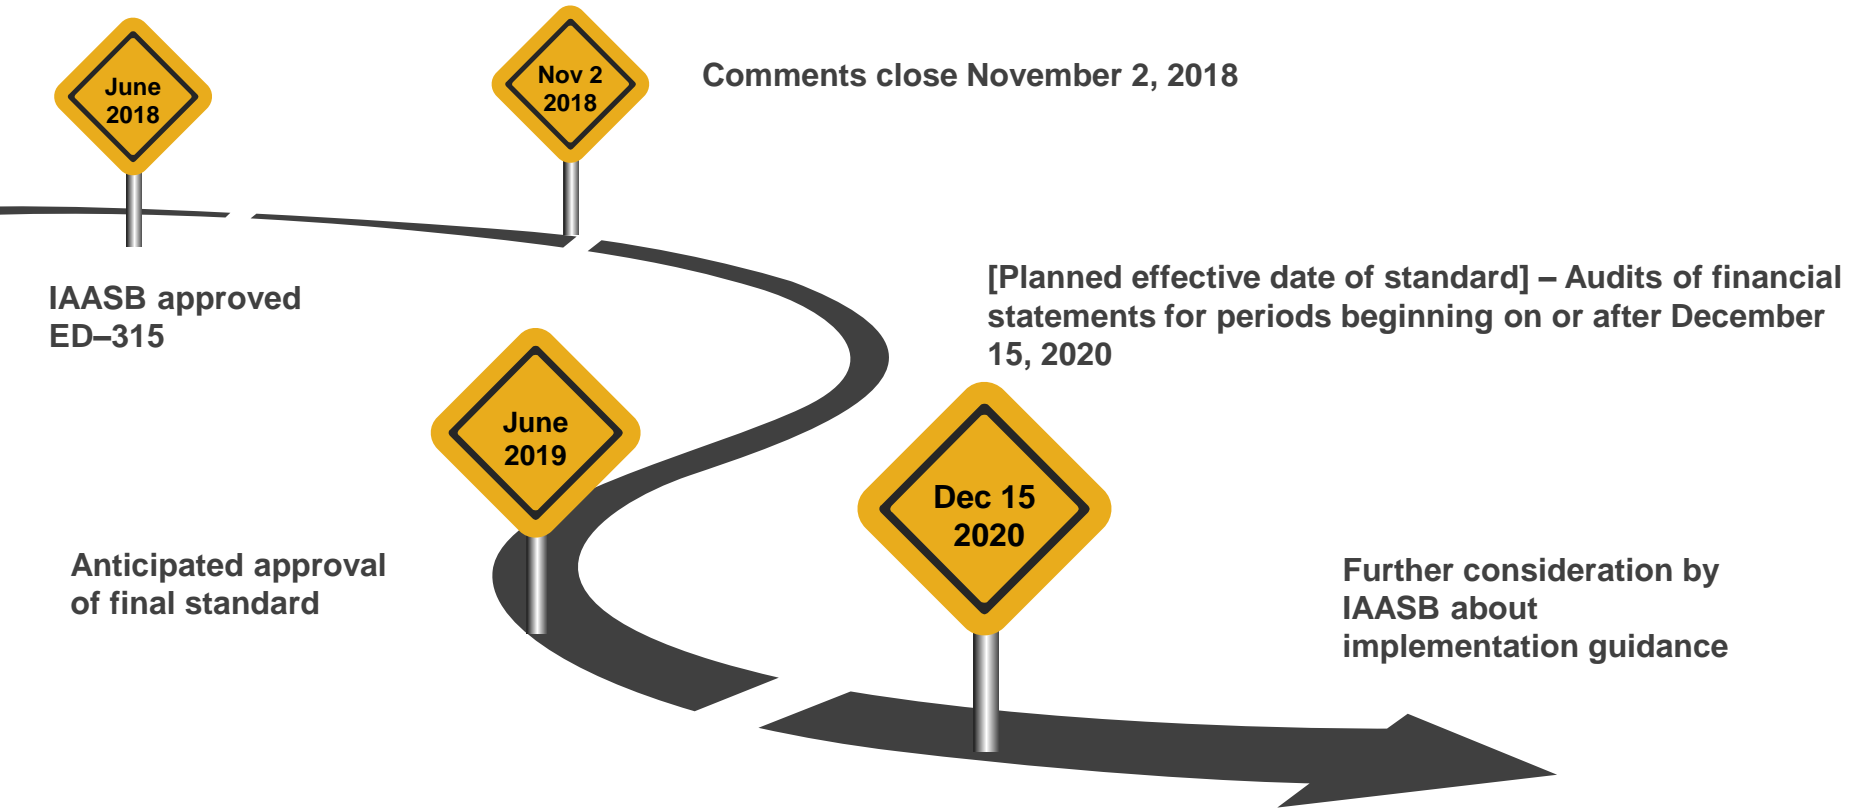 June
2018
Nov 2
2018
Comments close November 2, 2018
IAASB approved
ED–315
[Planned effective date of standard] – Audits of financial
statements for periods beginning on or after December
15, 2020
June
2019
Dec 15
2020
Anticipated approval
of final standard
Further consideration by
IAASB about
implementation guidance